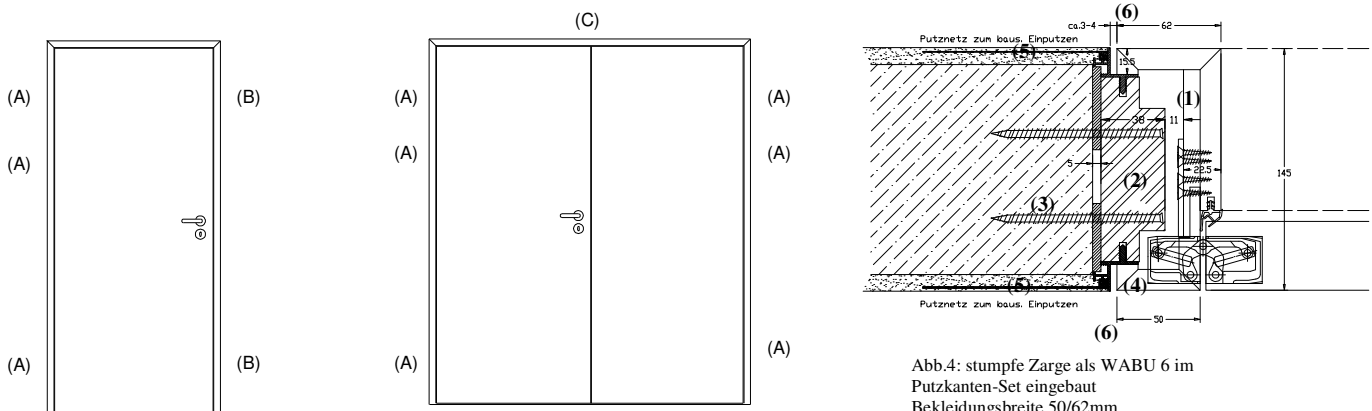 (A)
(A)
(A)
(B)
(B)
(C)
(A)
(A)
(A)
(A)
(A)
(A)
(6)
ca.3-4
62
Putznetz zum baus. Einputzen
(5)
15.5
(1)
38
11
5
(2)
22.5
145
(3)
(5)
(4)
Putznetz zum baus. Einputzen
50
(6)
Abb.4: stumpfe Zarge als WABU 6 im
Putzkanten-Set eingebaut
Bekleidungsbreite 50/62mm